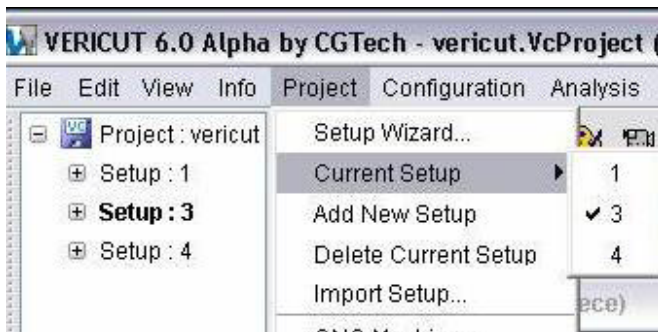 VERICUT 6.0 Alpha by CGTech - vericut.VcProject (
File Edit View Info Project Configuration Analysis
Project : vericut
Setup : 1
Setup : 3
Setup : 4
Setup Wizard...
Current Setup
Add New Setup
Delete Current Setup
Import Setup...
1
3
4
ece)